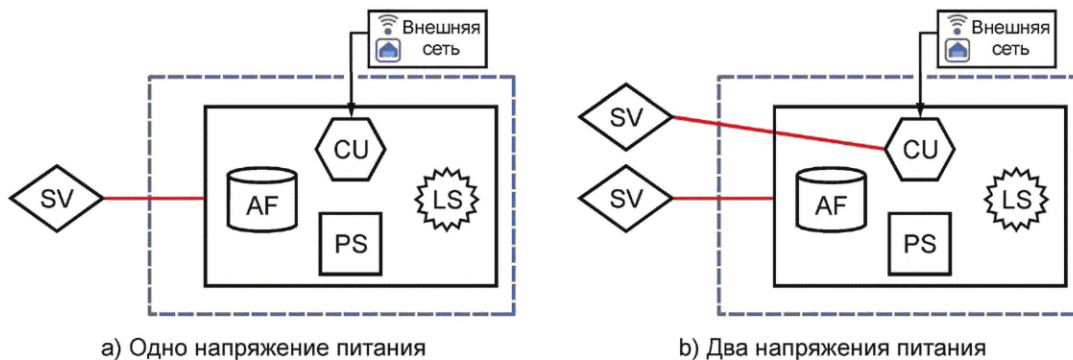 Внешняя
сеть
SV
CU
AF
LS
PS
а) Одно напряжение питания
Внешняя
сеть
SV
SV
CU
AF
LS
PS
b) Два напряжения питания